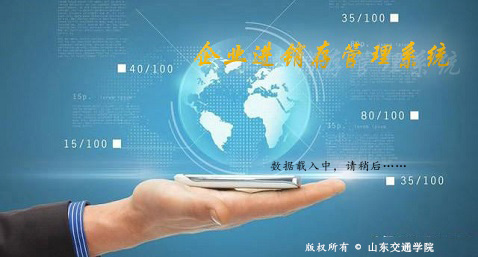 35/100
企业进销存管理系统
40/100
15p.
80/100
15/100
数据载入中，请稍后……
35/100
版权所有 © 山东交通学院